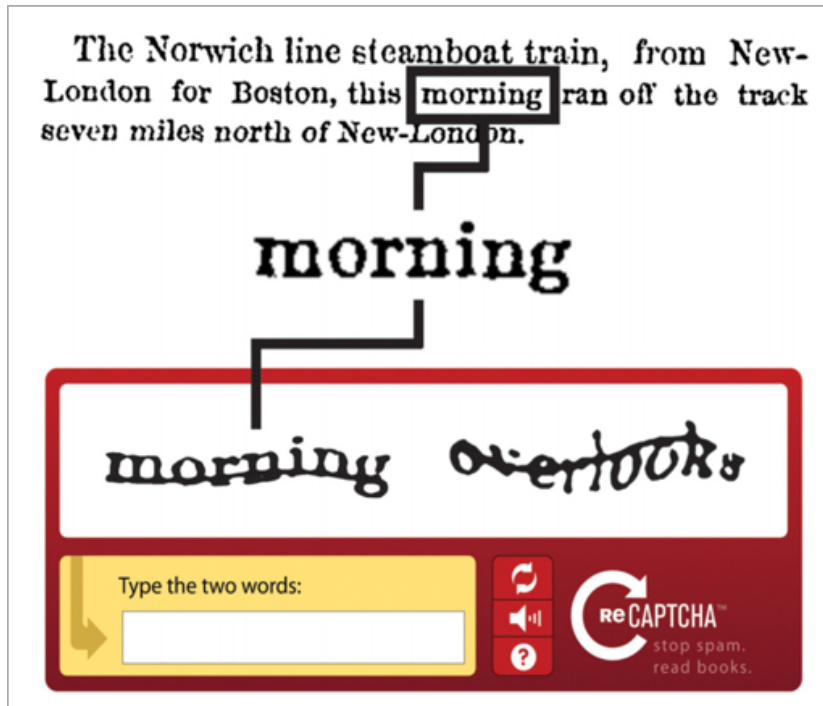 The Norwich line steamboat train, from New-
London for Boston, this morning ran off the track
seven miles north of New-London.
morning
morning overlooks
Type the two words:
reCAPTCHA™
stop spam.
read books.
?